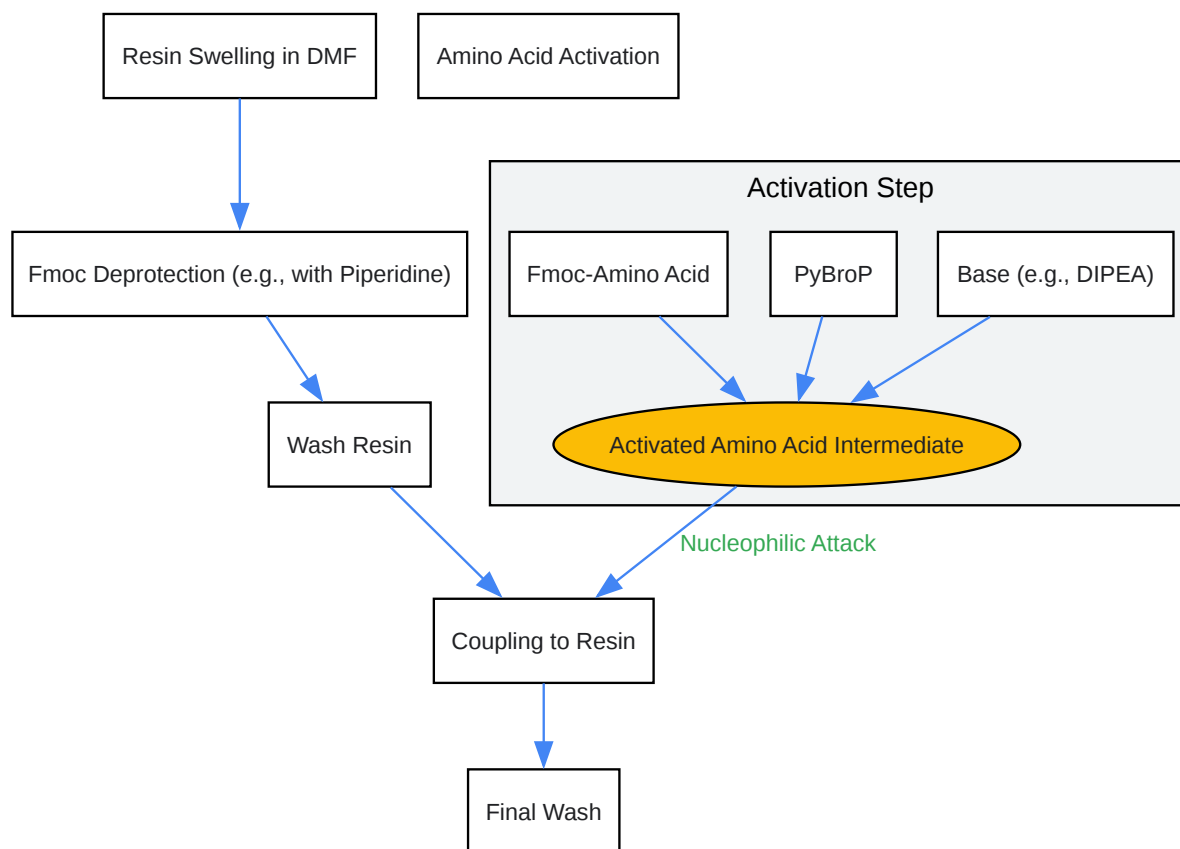 Resin Swelling in DMF
Amino Acid Activation
Activation Step
Fmoc Deprotection (e.g., with Piperidine)
Fmoc-Amino Acid
PyBroP
Base (e.g., DIPEA)
Wash Resin
Activated Amino Acid Intermediate
Nucleophilic Attack
Coupling to Resin
Final Wash